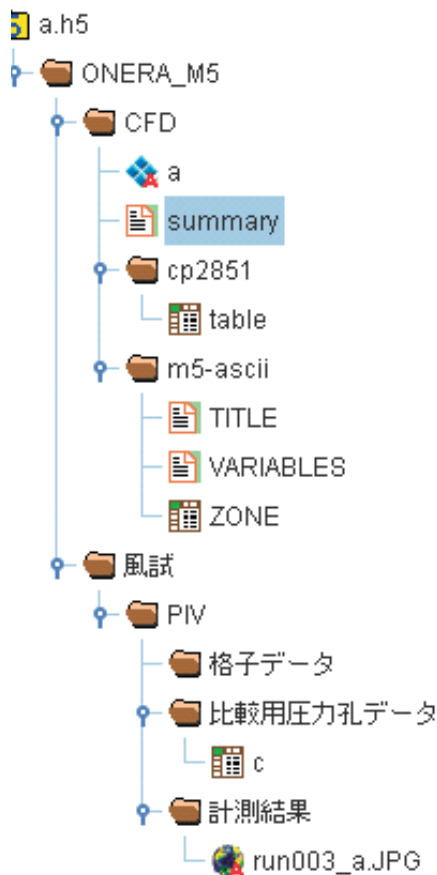 a.h5
ONERA_M5
CFD
a
summary
cp2851
table
m5-ascii
TITLE
VARIABLES
ZONE
風試
PIV
格子データ
比較用圧力孔データ
c
計測結果
run003_a.JPG